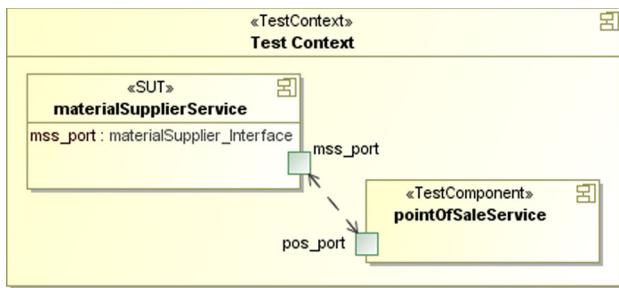 «TestContext»
Test Context
«SUT»
materialSupplierService
mss_port : materialSupplier_Interface
mss_port
«TestComponent»
pointOfSaleService
pos_port